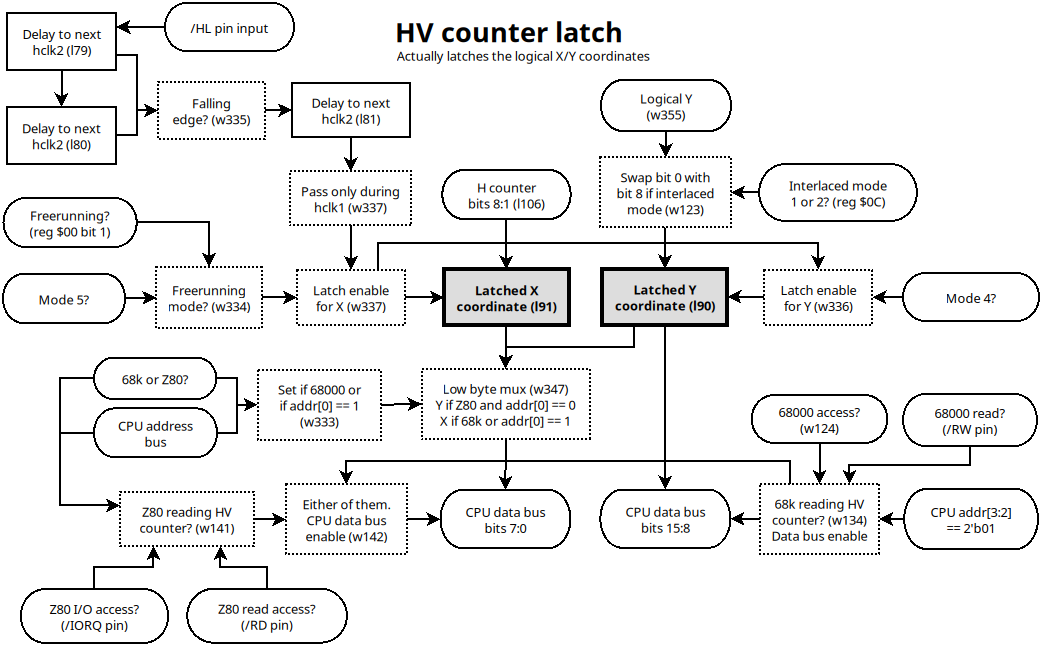 HV counter latch
Actually latches the logical X/Y coordinates
Delay to next
hclk2 (l79)
/HL pin input
Delay to next
hclk2 (l80)
Falling
edge? (w335)
Delay to next
hclk2 (l81)
Logical Y
(w355)
Pass only during
hclk1 (w337)
H counter
bits 8:1 (l106)
Swap bit 0 with
bit 8 if interlaced
mode (w123)
Interlaced mode
1 or 2? (reg $0C)
Freerunning?
(reg $00 bit 1)
Mode 5?
Freerunning
mode? (w334)
Latch enable
for X (w337)
Latched X
coordinate (l91)
Latched Y
coordinate (l90)
Latch enable
for Y (w336)
Mode 4?
68k or Z80?
CPU address
bus
Set if 68000 or
if addr[0] == 1
(w333)
Low byte mux (w347)
Y if Z80 and addr[0] == 0
X if 68k or addr[0] == 1
68000 access?
(w124)
68000 read?
(/RW pin)
Z80 reading HV
counter? (w141)
Either of them.
CPU data bus
enable (w142)
CPU data bus
bits 7:0
CPU data bus
bits 15:8
68k reading HV
counter? (w134)
Data bus enable
CPU addr[3:2]
== 2'b01
Z80 I/O access?
(/IORQ pin)
Z80 read access?
(/RD pin)